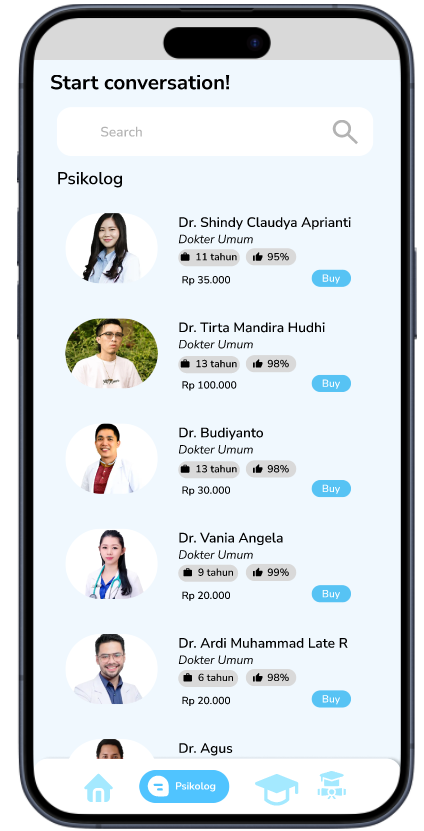 Start conversation!
Search
Psikolog
Dr. Shindy Claudya Aprianti
Dokter Umum
11 tahun 95%
Rp 35.000 Buy
Dr. Tirta Mandira Hudhi
Dokter Umum
13 tahun 98%
Rp 100.000 Buy
Dr. Budiyanto
Dokter Umum
13 tahun 98%
Rp 30.000 Buy
Dr. Vania Angela
Dokter Umum
9 tahun 99%
Rp 20.000 Buy
Dr. Ardi Muhammad Late R
Dokter Umum
6 tahun 98%
Rp 20.000 Buy
Dr. Agus
Psikolog